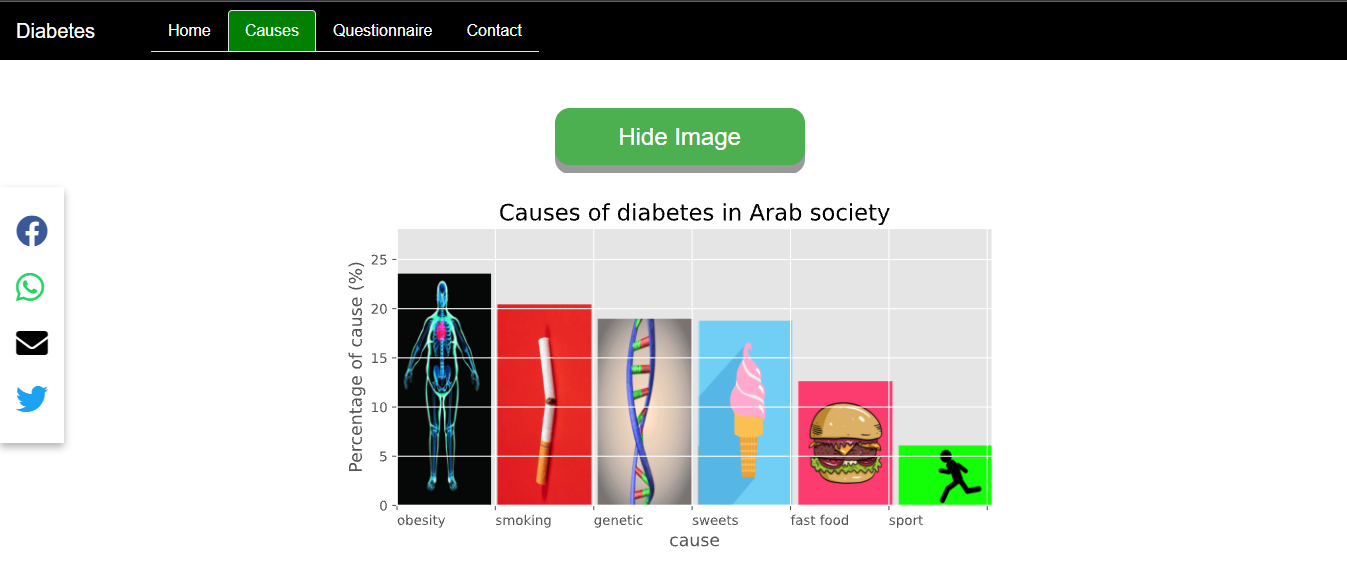 Diabetes Home Causes Questionnaire Contact
Hide Image
Causes of diabetes in Arab society
Percentage of cause (%)
25
20
15
10
5
0
obesity smoking genetic sweets fast food sport
cause